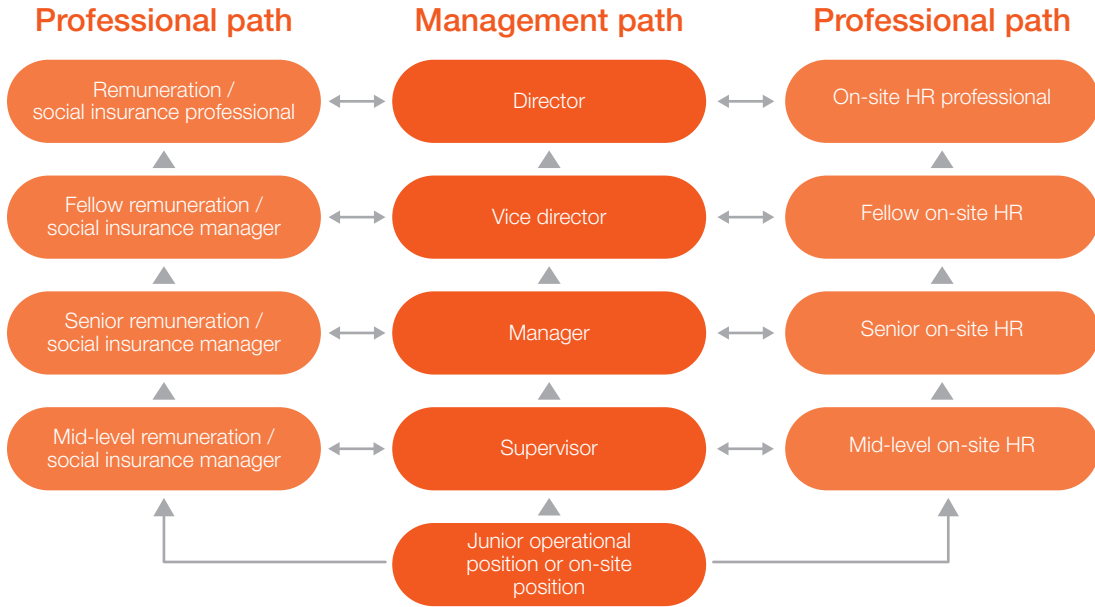 Professional path
Management path
Professional path
Remuneration /
social insurance professional
Director
On-site HR professional
Fellow remuneration /
social insurance manager
Vice director
Fellow on-site HR
Senior remuneration /
social insurance manager
Manager
Senior on-site HR
Mid-level remuneration /
social insurance manager
Supervisor
Mid-level on-site HR
Junior operational
position or on-site
position